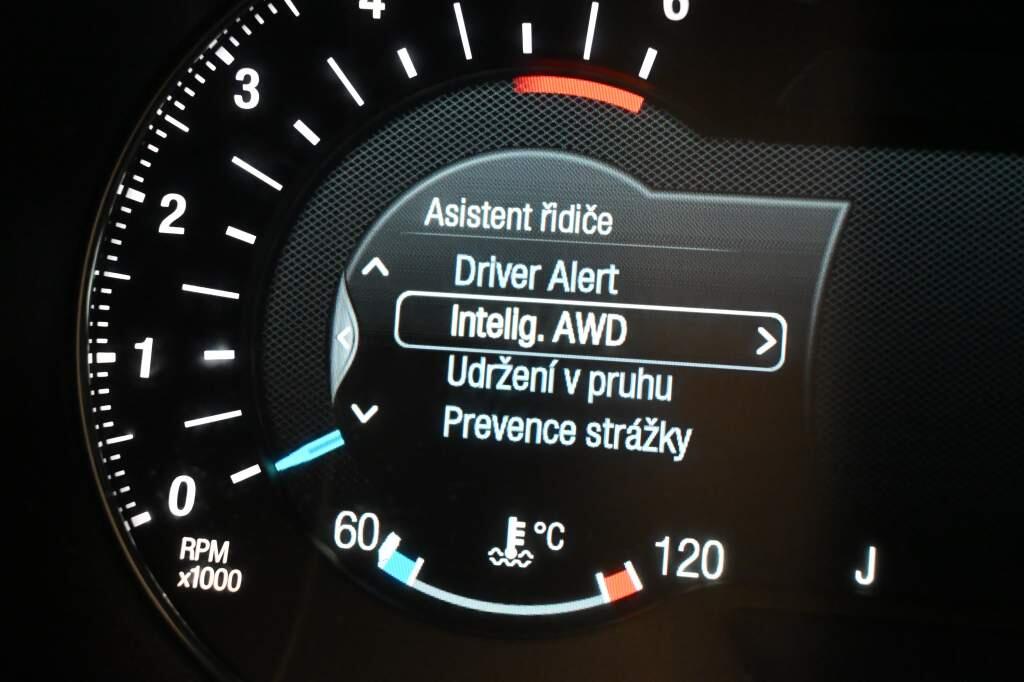 4
6
3
2
1
0
RPM
x1000
Asistent řidiče
Driver Alert
Intelig. AWD
Udržení v pruhu
Prevence strážky
60
°C
120
J